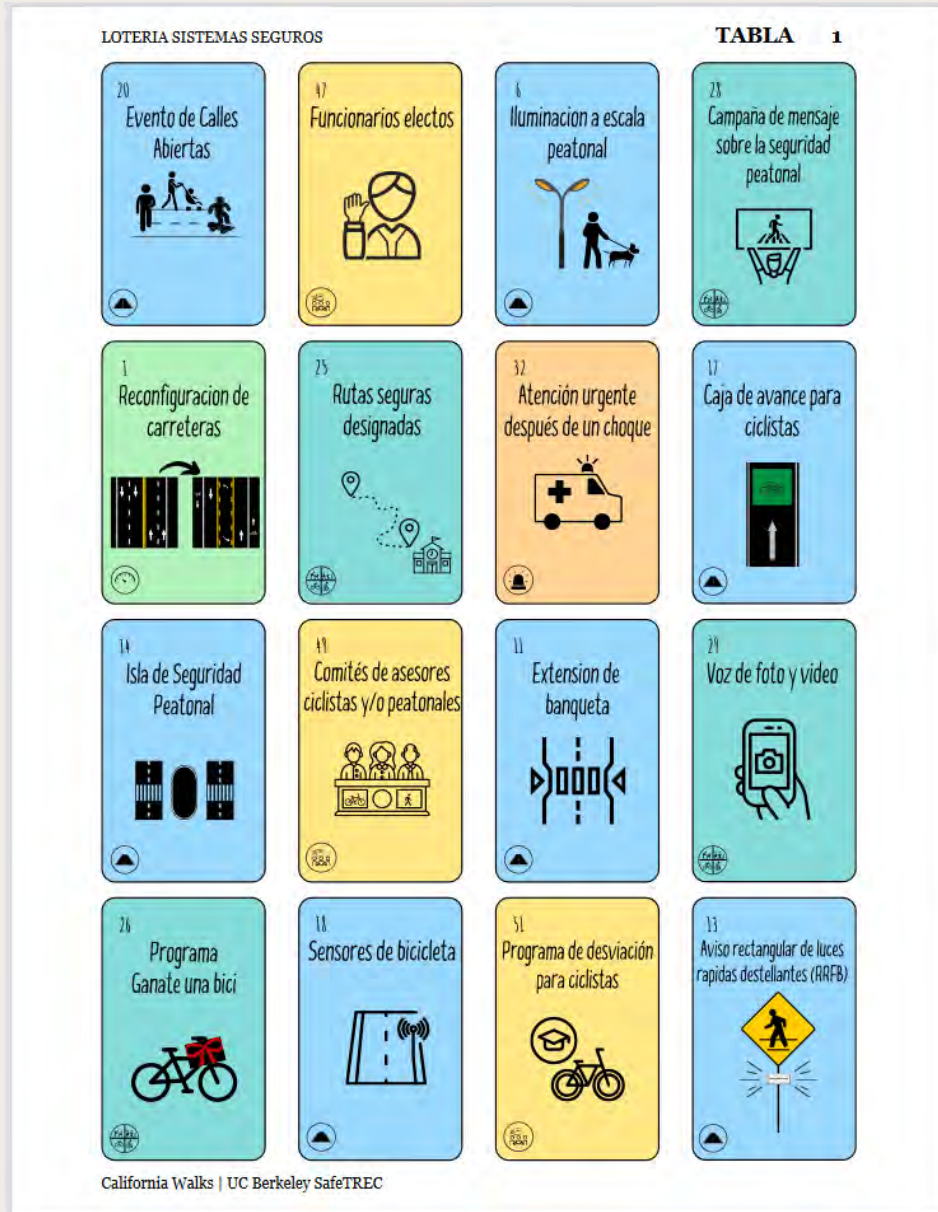 LOTERIA SISTEMAS SEGUROS
TABLA 1
20
Evento de Calles
Abiertas
47
Funcionarios electos
6
Iluminacion a escala
peatonal
28
Campaña de mensaje
sobre la seguridad
peatonal
1
Reconfiguracion de
carreteras
25
Rutas seguras
designadas
32
Atención urgente
después de un choque
17
Caja de avance para
ciclistas
14
Isla de Seguridad
Peatonal
49
Comités de asesores
ciclistas y/o peatonales
11
Extension de
banqueta
29
Voz de foto y video
26
Programa
Ganate una bici
18
Sensores de bicicleta
51
Programa de desviación
para ciclistas
13
Aviso rectangular de luces
rapidas destellantes (RRFB)
California Walks | UC Berkeley SafeTREC